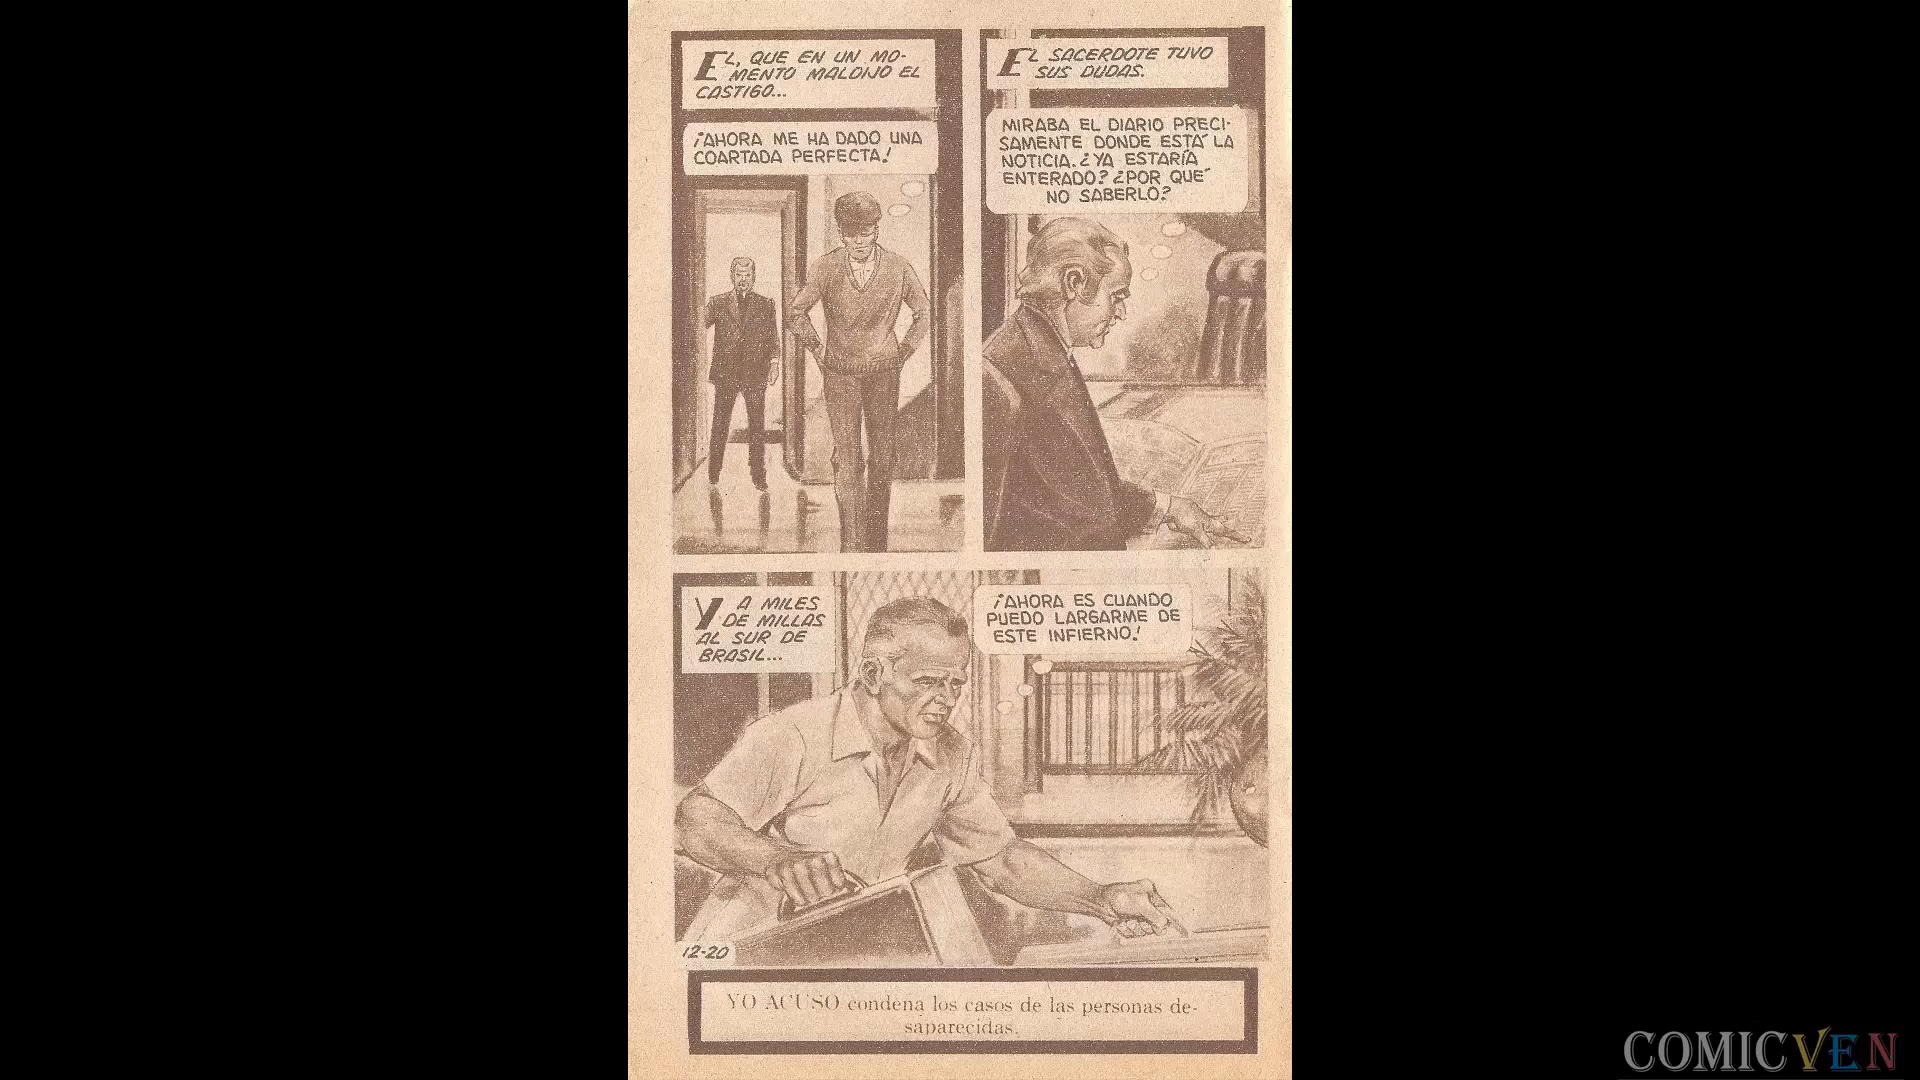 EL, QUE EN UN MO-
MENTO MALDIJO EL
CASTIGO...
¡AHORA ME HA DADO UNA
COARTADA PERFECTA!
EL SACERDOTE TUVO
SUS DUDAS.
MIRABA EL DIARIO PRECI-
SAMENTE DONDE ESTÁ LA
NOTICIA. ¿YA ESTARÍA
ENTERADO? ¿POR QUÉ
NO SABERLO?
Y A MILES
DE MILLAS
AL SUR DE
BRASIL...
¡AHORA ES CUANDO
PUEDO LARGARME DE
ESTE INFIERNO!
12-20
YO ACUSO condena los casos de las personas de-
saparecidas.
COMICVEN